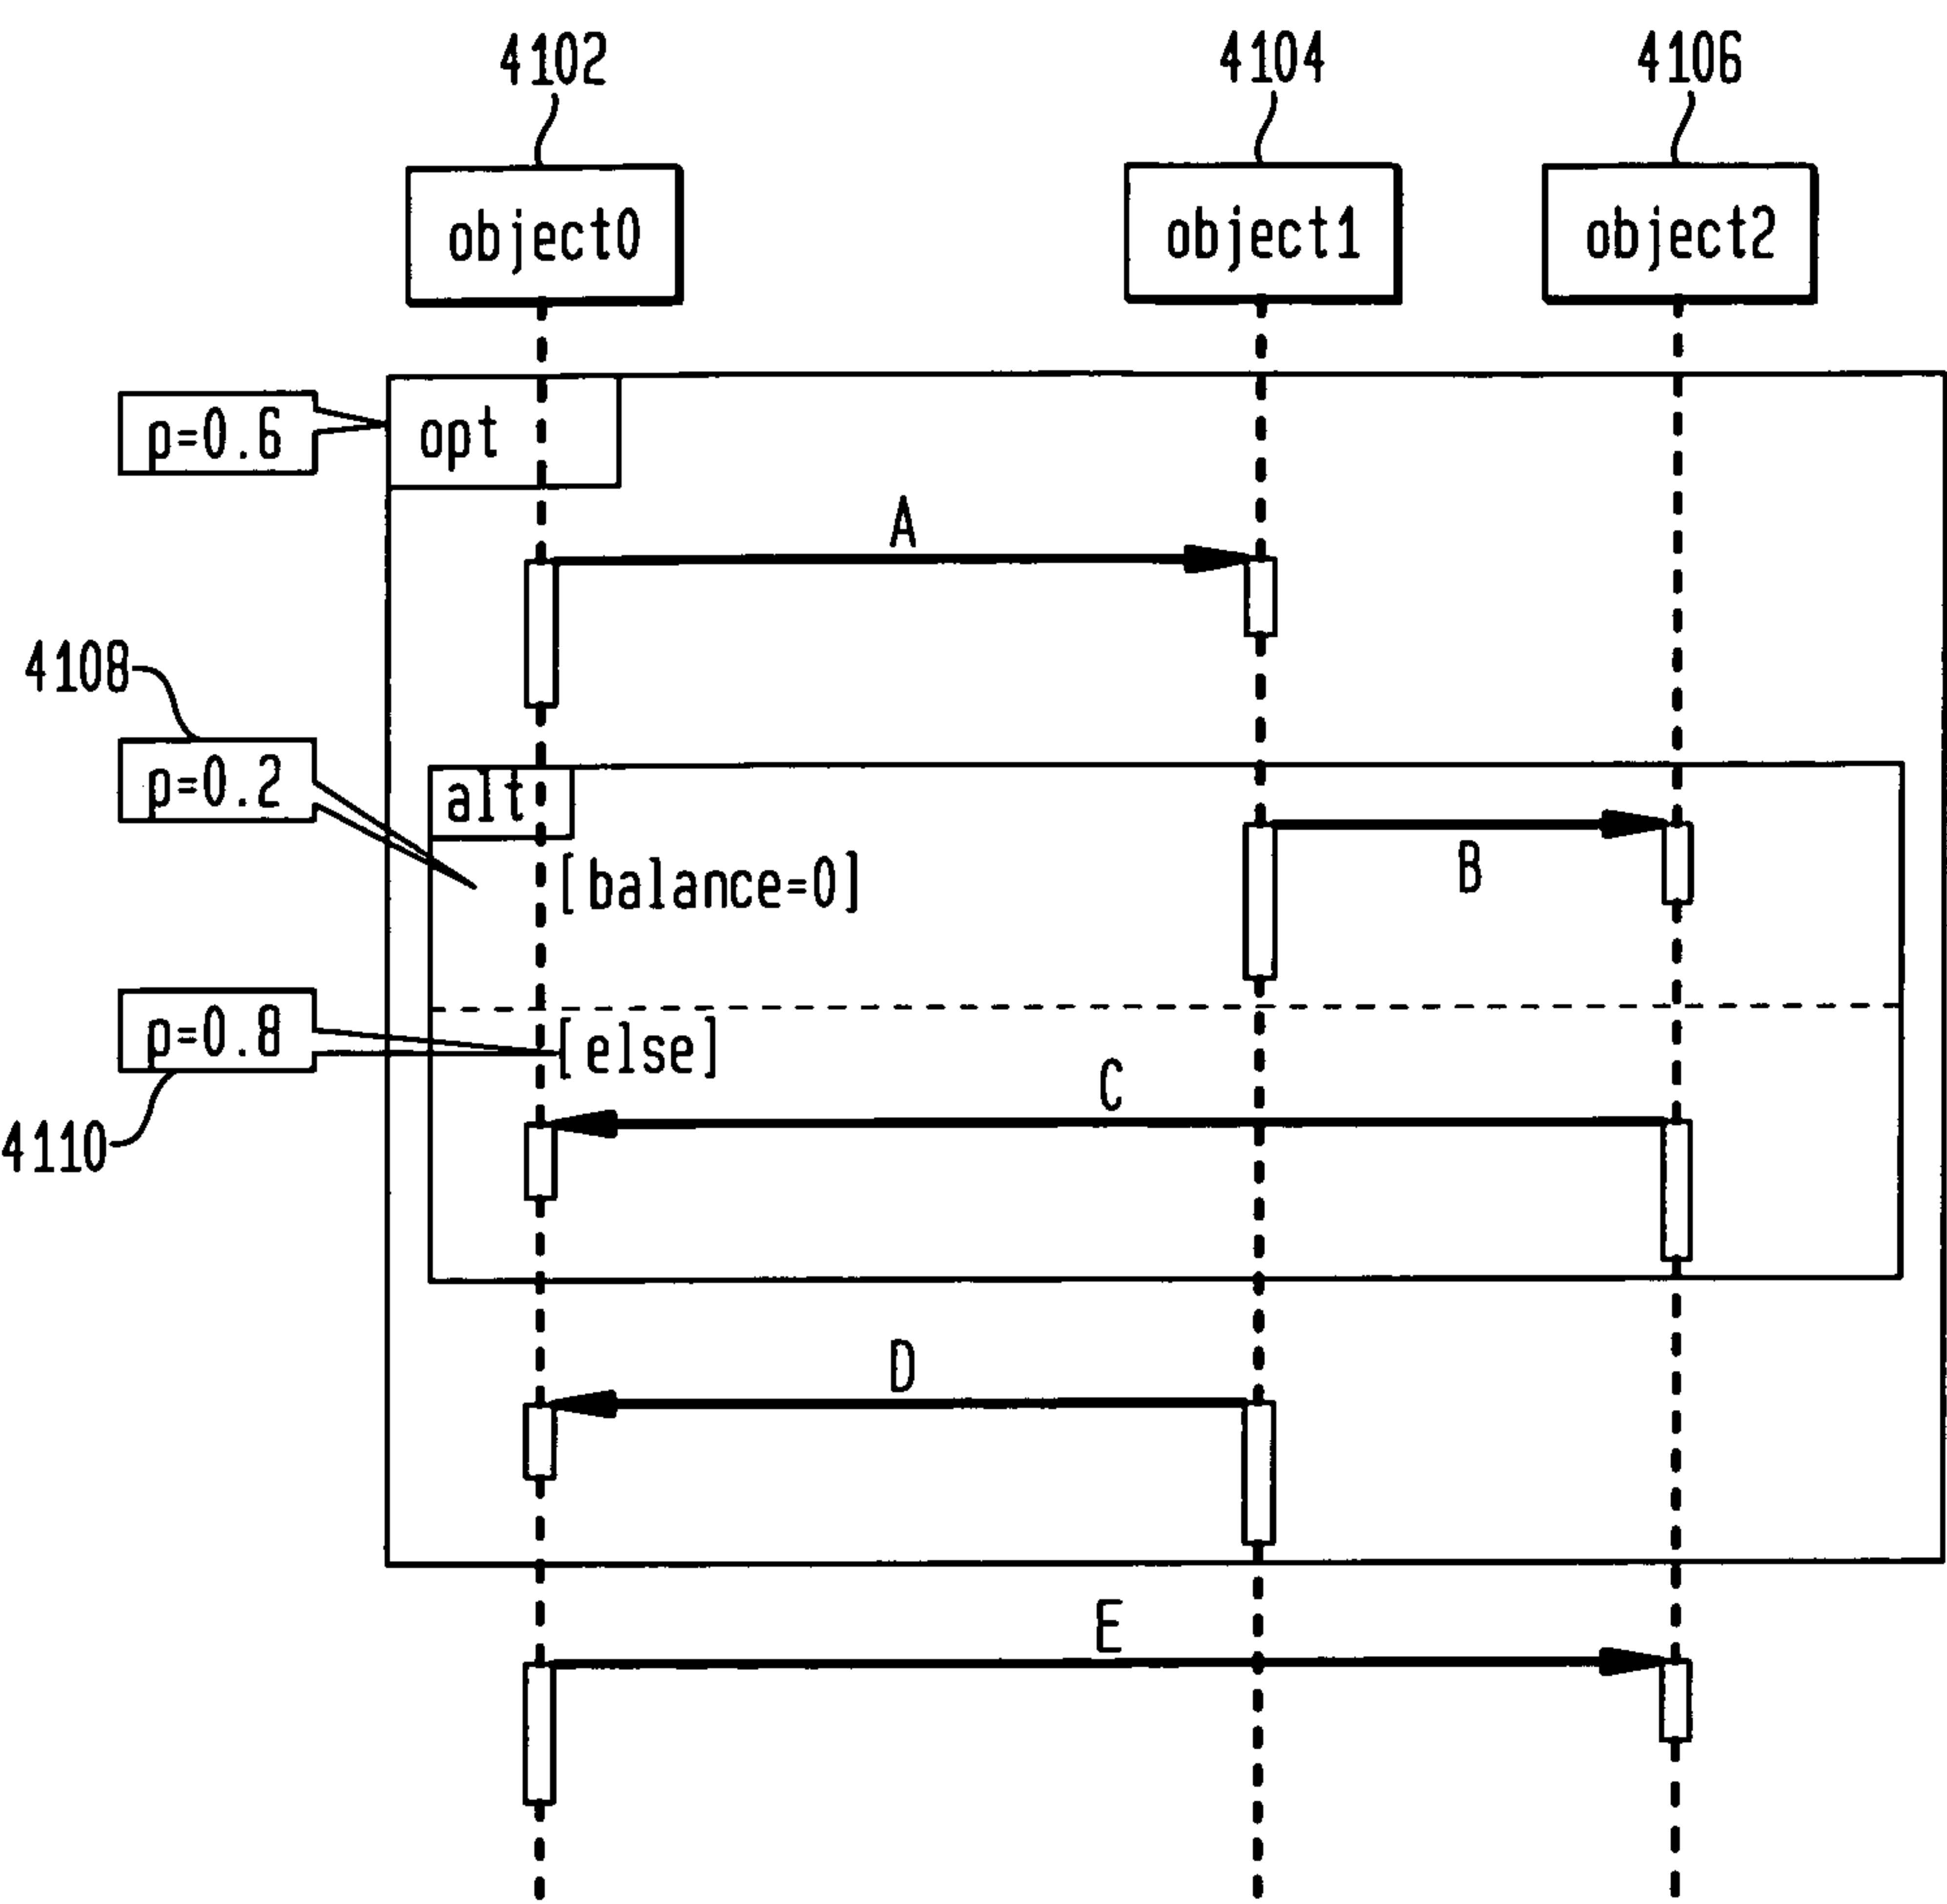 4102
4104
4106
object0
object1
object2
p=0.6
opt
A
4108
p=0.2
alt
[balance=0]
B
p=0.8
[else]
C
4110
D
E